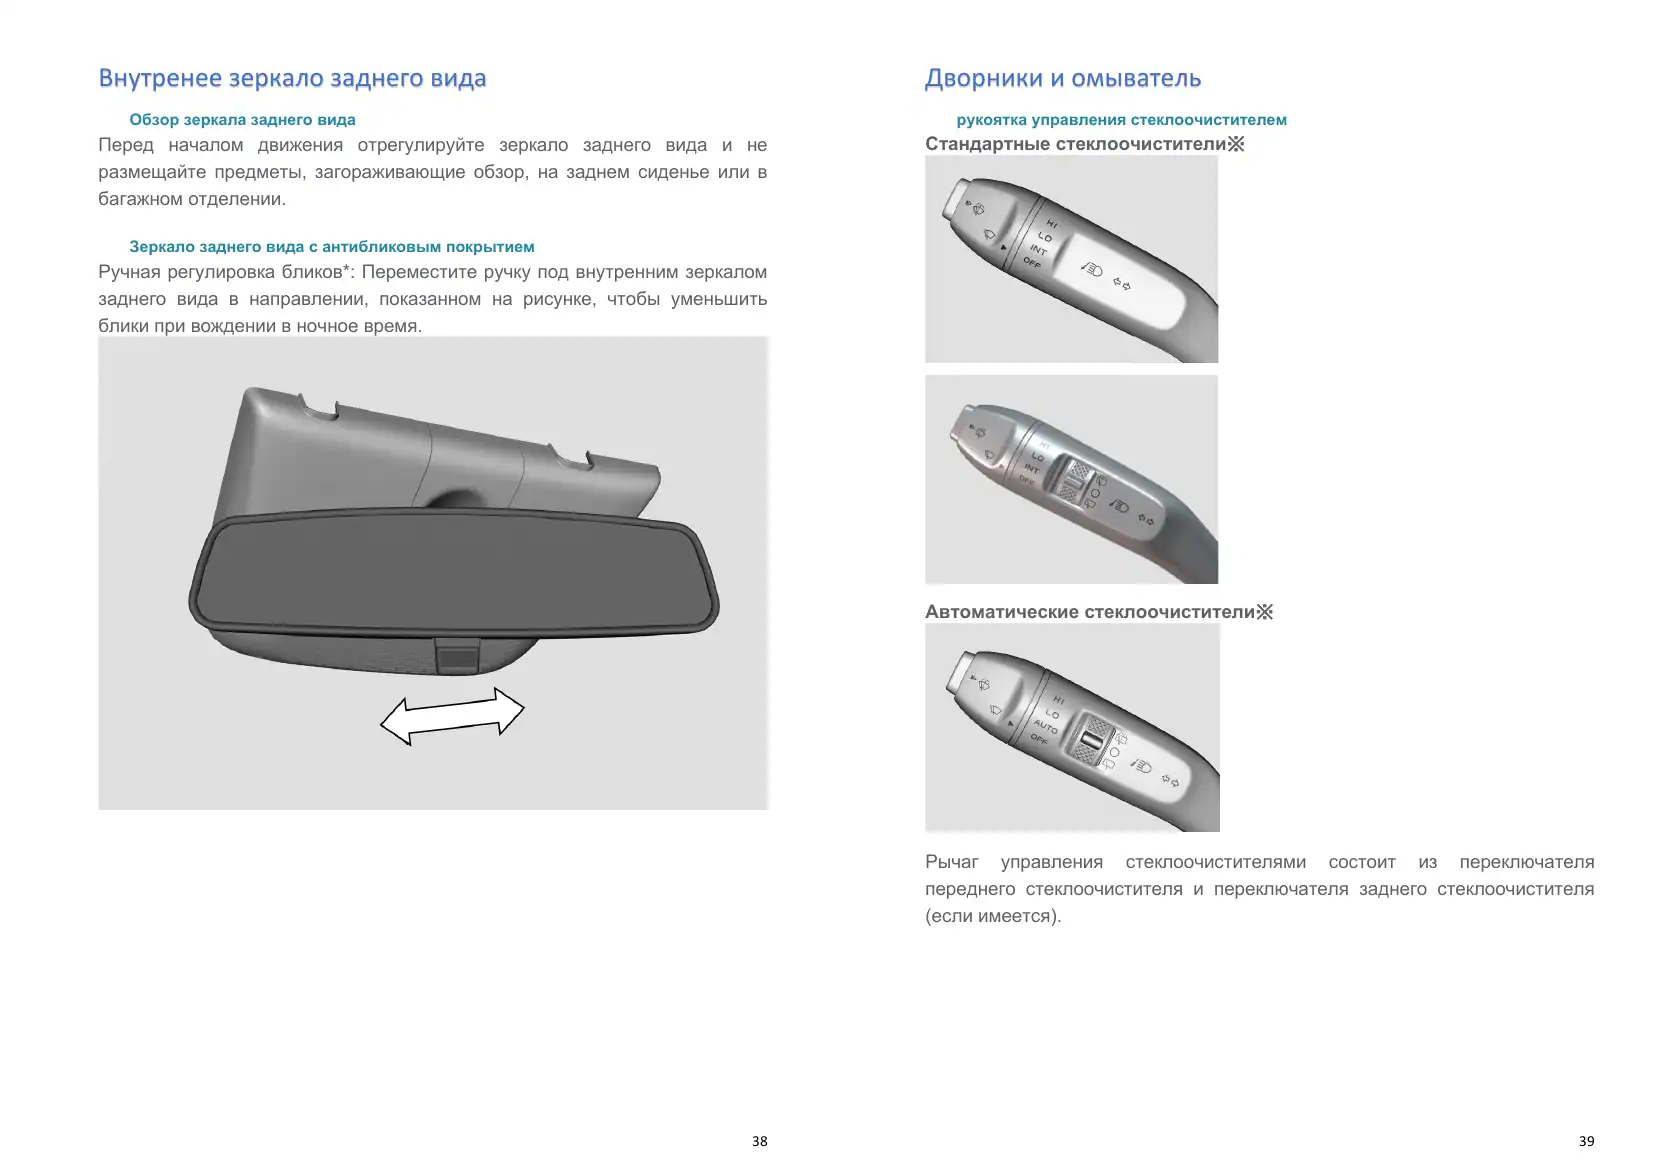 Внутренее зеркало заднего вида
Обзор зеркала заднего вида
Перед началом движения отрегулируйте зеркало заднего вида и не
размещайте предметы, загораживающие обзор, на заднем сиденье или в
багажном отделении.
Зеркало заднего вида с антибликовым покрытием
Ручная регулировка бликов*: Переместите ручку под внутренним зеркалом
заднего вида в направлении, показанном на рисунке, чтобы уменьшить
блики при вождении в ночное время.
38
Дворники и омыватель
рукоятка управления стеклоочистителем
Стандартные стеклоочистители※
HI
LO
INT
OFF
HI
LO
INT
OFF
Автоматические стеклоочистители※
HI
LO
AUTO
OFF
Рычаг управления стеклоочистителями состоит из переключателя
переднего стеклоочистителя и переключателя заднего стеклоочистителя
(если имеется).
39